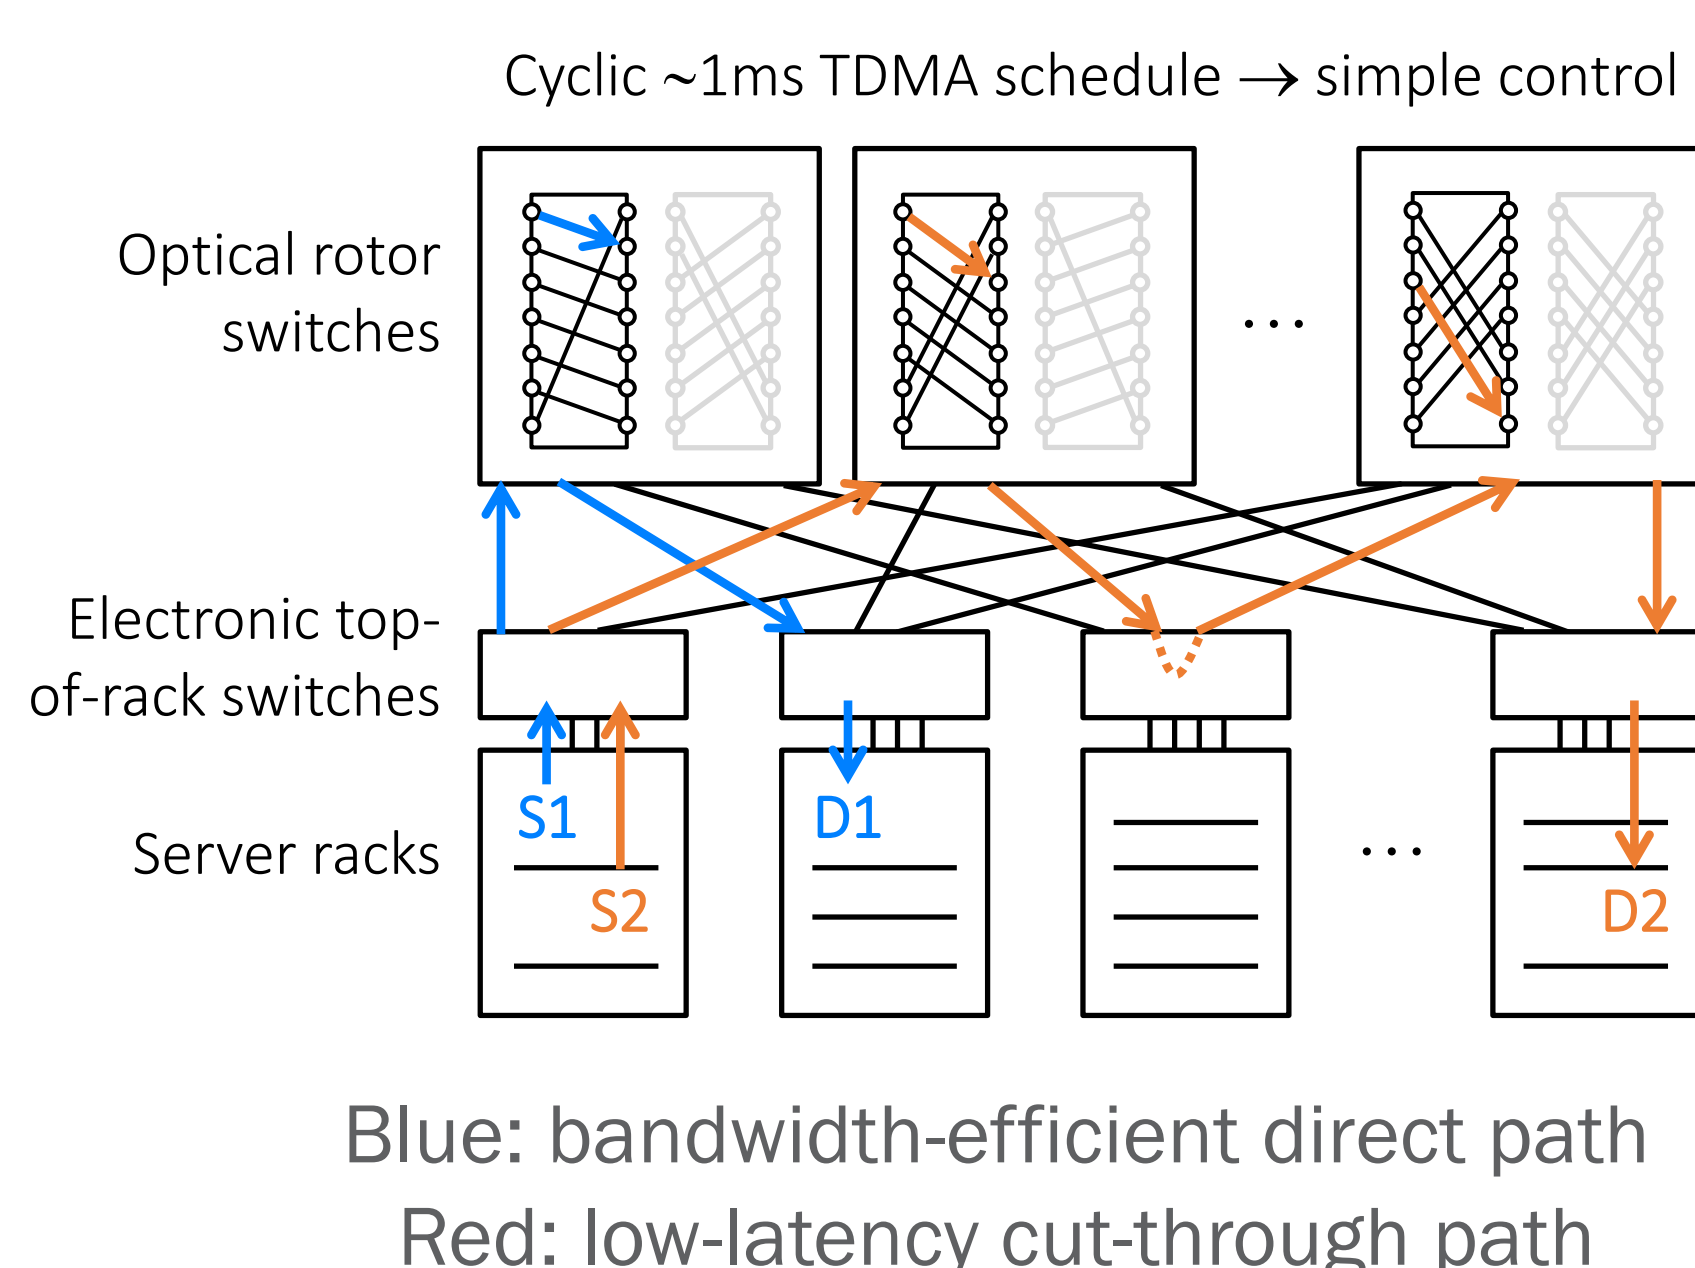 Cyclic ~1ms TDMA schedule → simple control
Optical rotor
switches
...
Electronic top-
of-rack switches
Server racks
S1
S2
D1
...
D2
Blue: bandwidth-efficient direct path
Red: low-latency cut-through path